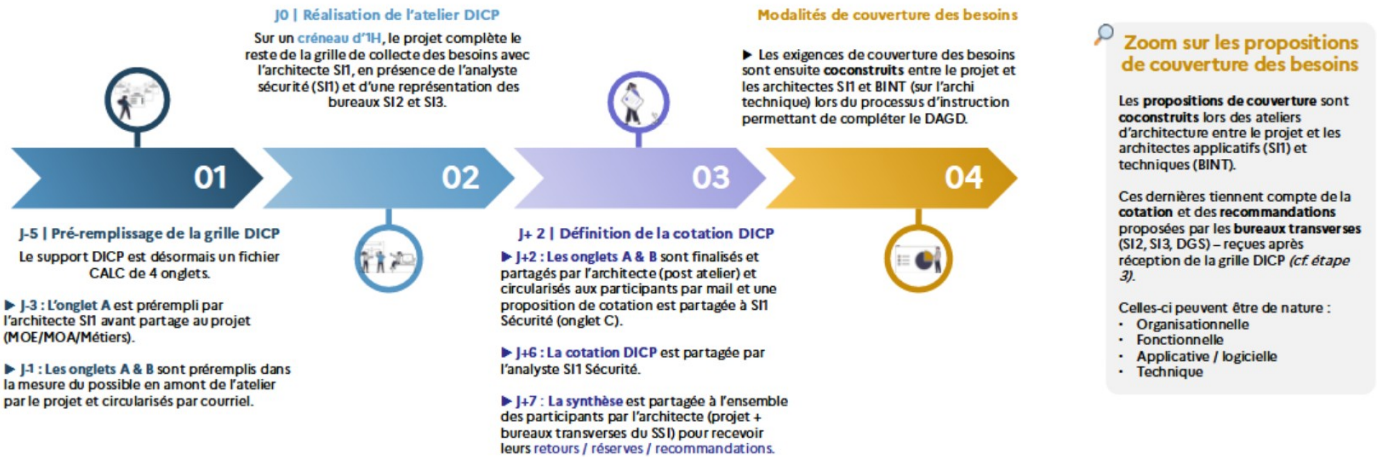 J0 | Réalisation de l'atelier DICP
Sur un créneau d'1H, le projet complète le
reste de la grille de collecte des besoins avec
l'architecte SI1, en présence de l'analyste
sécurité (SI1) et d'une représentation des
bureaux SI2 et SI3.
Modalités de couverture des besoins
▶ Les exigences de couverture des besoins
sont ensuite coconstruits entre le projet et
les architectes SI1 et BINT (sur l'archi
technique) lors du processus d'instruction
permettant de compléter le DAGD.
01
02
03
04
J-5 | Pré-remplissage de la grille DICP
Le support DICP est désormais un fichier
CALC de 4 onglets.
▶ J-3 : L'onglet A est prérempli par
l'architecte SI1 avant partage au projet
(MOE/MOA/Métiers).
▶ J-1 : Les onglets A & B sont préremplis dans
la mesure du possible en amont de l'atelier
par le projet et circularisés par courriel.
J+ 2 | Définition de la cotation DICP
▶ J+2 : Les onglets A & B sont finalisés et
partagés par l'architecte (post atelier) et
circularisés aux participants par mail et une
proposition de cotation est partagée à SI1
Sécurité (onglet C).
▶ J+6 : La cotation DICP est partagée par
l'analyste SI1 Sécurité.
▶ J+7 : La synthèse est partagée à l'ensemble
des participants par l'architecte (projet +
bureaux transverses du SSI) pour recevoir
leurs retours / réserves / recommandations.
Zoom sur les propositions
de couverture des besoins
Les propositions de couverture sont
coconstruits lors des ateliers
d'architecture entre le projet et les
architectes applicatifs (SI1) et
techniques (BINT).
Ces dernières tiennent compte de la
cotation et des recommandations
proposées par les bureaux transverses
(SI2, SI3, DGS) – reçues après
réception de la grille DICP (cf. étape
3).
Celles-ci peuvent être de nature :
• Organisationnelle
• Fonctionnelle
• Applicative / logicielle
• Technique